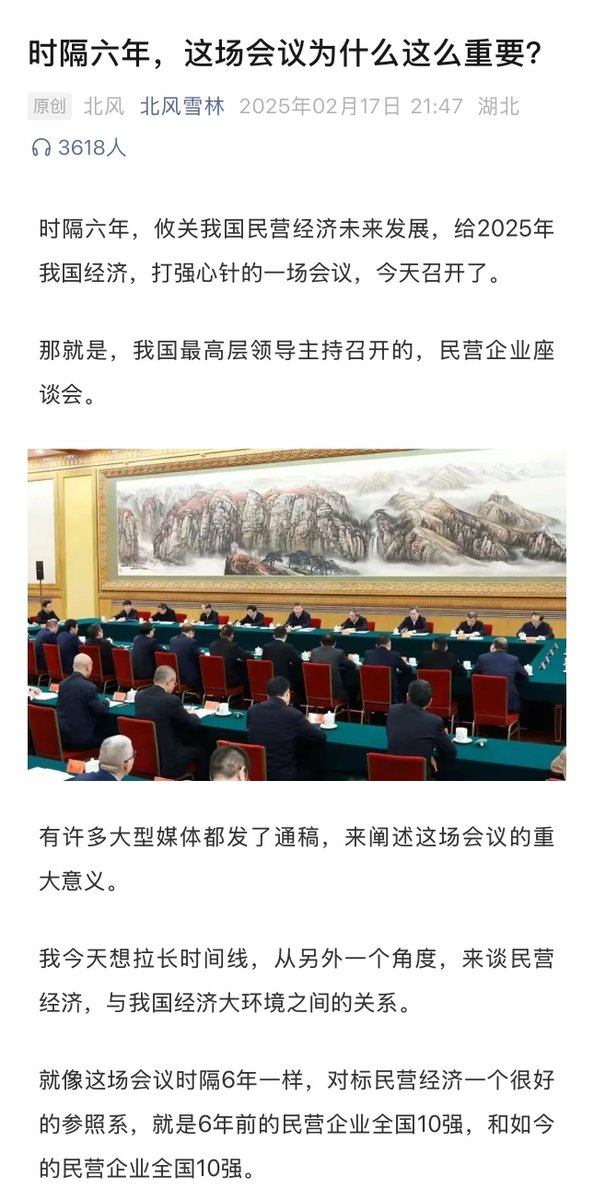 时隔六年，这场会议为什么这么重要？
原创 北风 北风雪林 2025年02月17日 21:47 湖北
3618人
时隔六年，攸关我国民营经济未来发展，给2025年
我国经济，打强心针的一场会议，今天召开了。
那就是，我国最高层领导主持召开的，民营企业座
谈会。
有许多大型媒体都发了通稿，来阐述这场会议的重
大意义。
我今天想拉长时间线，从另外一个角度，来谈民营
经济，与我国经济大环境之间的关系。
就像这场会议时隔6年一样，对标民营经济一个很好
的参照系，就是6年前的民营企业全国10强，和如今
的民营企业全国10强。